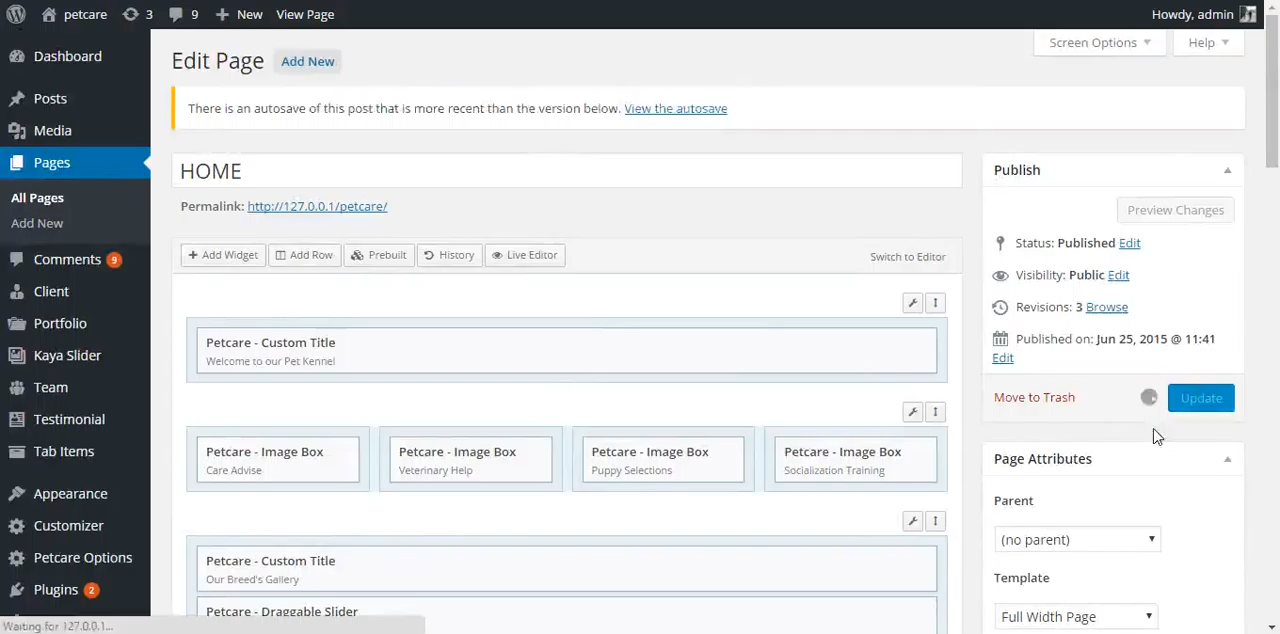 petcare 3 9 New View Page Howdy, admin
Screen Options Help
Dashboard
Posts
Media
Pages
All Pages
Add New
Comments 9
Client
Portfolio
Kaya Slider
Team
Testimonial
Tab Items
Appearance
Customizer
Petcare Options
Plugins 2
Edit Page Add New
There is an autosave of this post that is more recent than the version below. View the autosave
HOME
Permalink: http://127.0.0.1/petcare/
Add Widget Add Row Prebuilt History Live Editor Switch to Editor
Petcare - Custom Title
Welcome to our Pet Kennel
Petcare - Image Box Petcare - Image Box Petcare - Image Box Petcare - Image Box
Care Advise Veterinary Help Puppy Selections Socialization Training
Petcare - Custom Title
Our Breed's Gallery
Petcare - Draggable Slider
Publish
Preview Changes
Status: Published Edit
Visibility: Public Edit
Revisions: 3 Browse
Published on: Jun 25, 2015 @ 11:41
Edit
Move to Trash Update
Page Attributes
Parent
(no parent)
Template
Full Width Page
Waiting for 127.0.0.1...